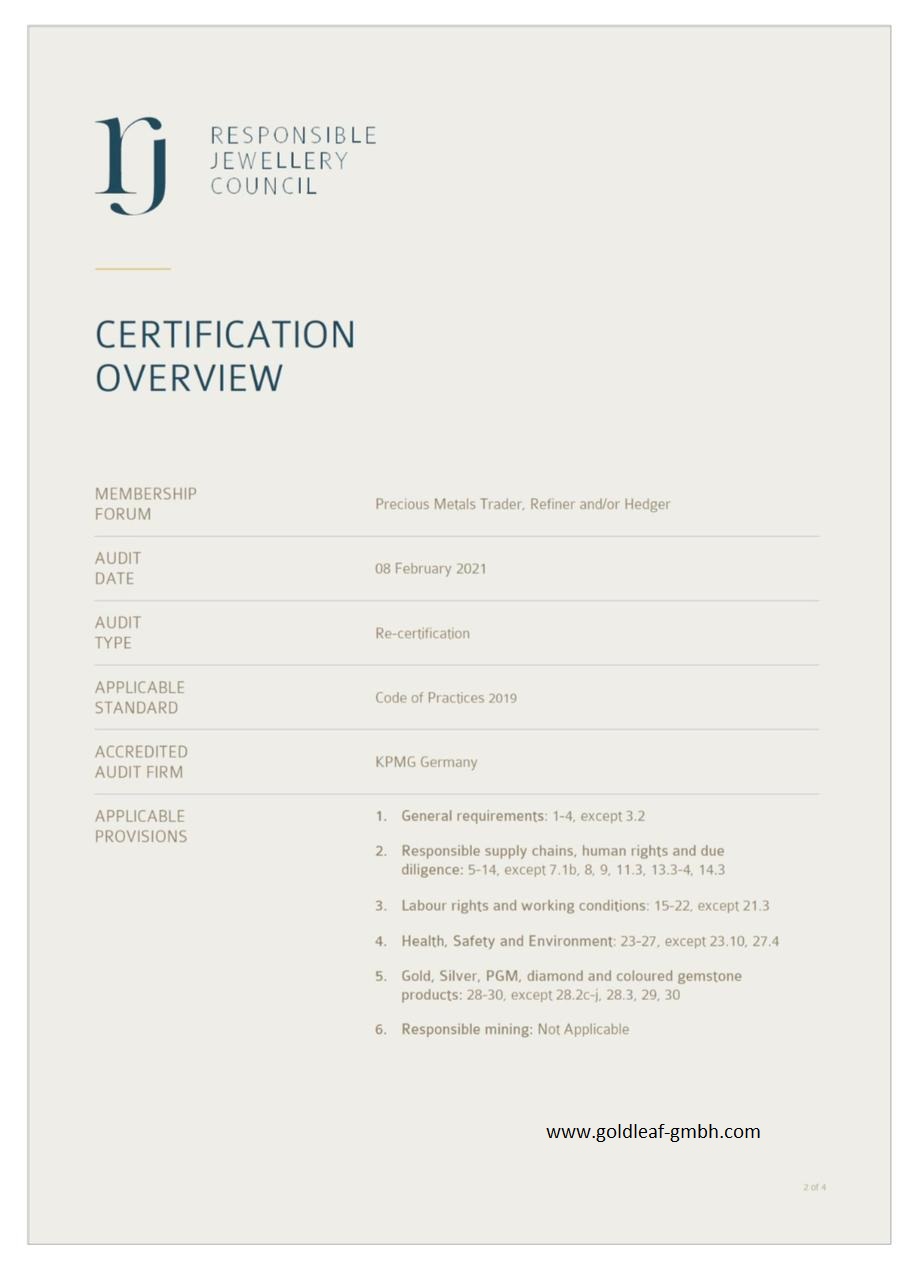 rj
RESPONSIBLE
JEWELLERY
COUNCIL
CERTIFICATION
OVERVIEW
MEMBERSHIP
FORUM
Precious Metals Trader, Refiner and/or Hedger
AUDIT
DATE
08 February 2021
AUDIT
TYPE
Re-certification
APPLICABLE
STANDARD
Code of Practices 2019
ACCREDITED
AUDIT FIRM
KPMG Germany
APPLICABLE
PROVISIONS
1. General requirements: 1-4, except 3.2
2. Responsible supply chains, human rights and due
diligence: 5-14, except 7.1b, 8, 9, 11.3, 13.3-4, 14.3
3. Labour rights and working conditions: 15-22, except 21.3
4. Health, Safety and Environment: 23-27, except 23.10, 27.4
5. Gold, Silver, PGM, diamond and coloured gemstone
products: 28-30, except 28.2c-j, 28.3, 29, 30
6. Responsible mining: Not Applicable
www.goldleaf-gmbh.com
2 of 4